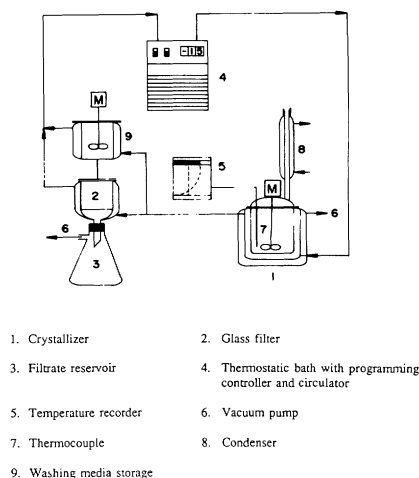 -15
M
4
9
8
5
M
2
6
6
7
3
1
1. Crystallizer
2. Glass filter
3. Filtrate reservoir
4. Thermostatic bath with programming
controller and circulator
5. Temperature recorder
6. Vacuum pump
7. Thermocouple
8. Condenser
9. Washing media storage